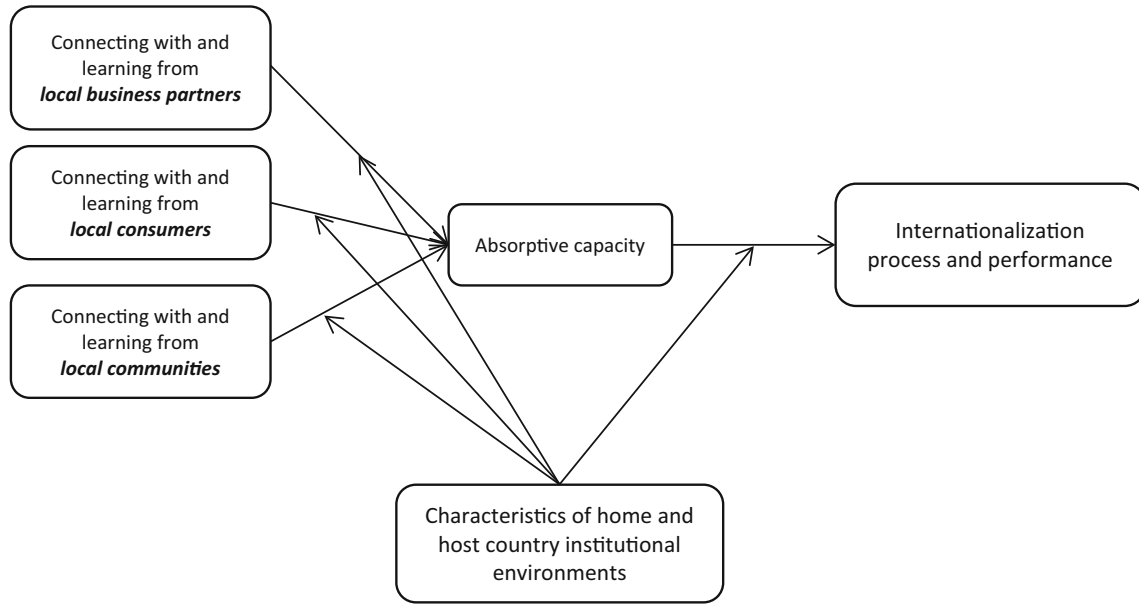 Connecting with and
learning from
local business partners
Connecting with and
learning from
local consumers
Connecting with and
learning from
local communities
Absorptive capacity
Internationalization
process and performance
Characteristics of home and
host country institutional
environments